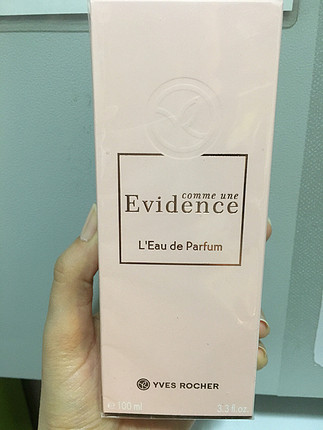 comme une
Evidence
L'Eau de Parfum
YVES ROCHER
℮ 100 ml 3.3 fl.oz.